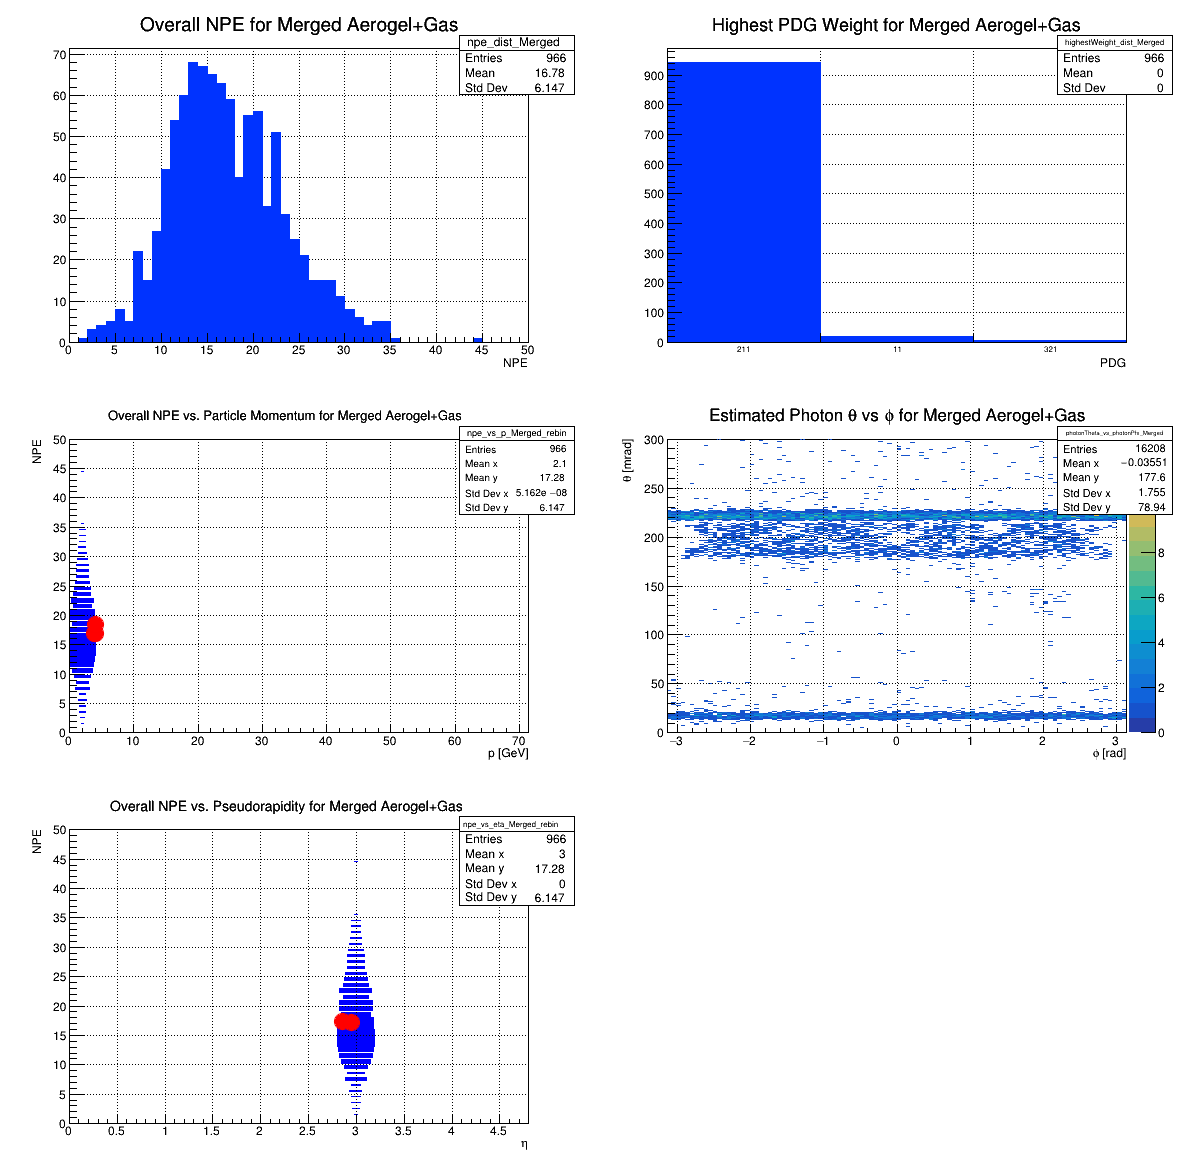 Overall NPE for Merged Aerogel+Gas
npe_dist_Merged
Entries 966
Mean 16.78
Std Dev 6.147
70
60
50
40
30
20
10
0
0 5 10 15 20 25 30 35 40 45 50
NPE
Highest PDG Weight for Merged Aerogel+Gas
highestWeight_dist_Merged
Entries 966
Mean 0
Std Dev 0
900
800
700
600
500
400
300
200
100
0
211 11 321
PDG
Overall NPE vs. Particle Momentum for Merged Aerogel+Gas
npe_vs_p_Merged_rebin
Entries 966
Mean x 2.1
Mean y 17.28
Std Dev x 5.162e −08
Std Dev y 6.147
NPE
50
45
40
35
30
25
20
15
10
5
0
0 10 20 30 40 50 60 70
p [GeV]
Estimated Photon θ vs ϕ for Merged Aerogel+Gas
photonTheta_vs_photonPhi_Merged
Entries 16208
Mean x −0.03551
Mean y 177.6
Std Dev x 1.755
Std Dev y 78.94
θ [mrad]
300
250
200
150
100
50
0
−3 −2 −1 0 1 2 3
ϕ [rad]
8
6
4
2
0
Overall NPE vs. Pseudorapidity for Merged Aerogel+Gas
npe_vs_eta_Merged_rebin
Entries 966
Mean x 3
Mean y 17.28
Std Dev x 0
Std Dev y 6.147
NPE
50
45
40
35
30
25
20
15
10
5
0
0 0.5 1 1.5 2 2.5 3 3.5 4 4.5
η